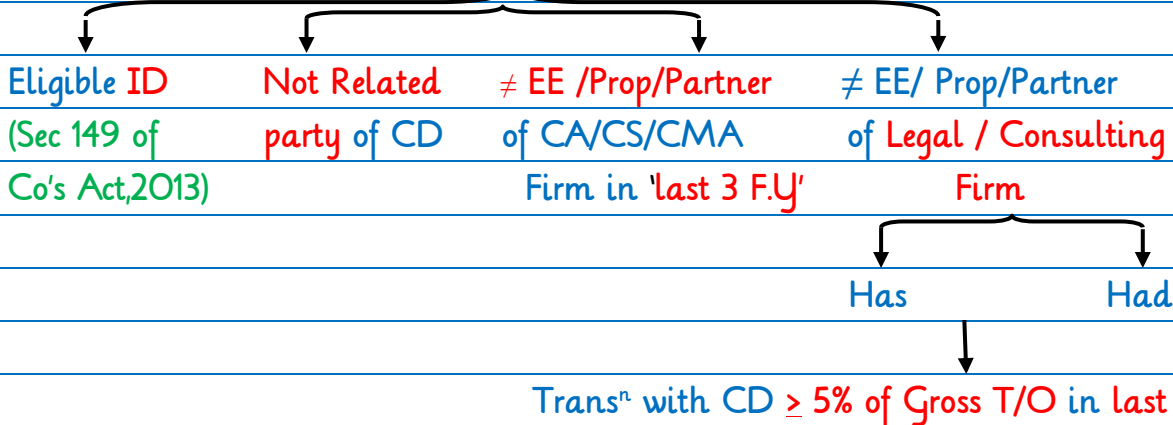 Eligible ID Not Related ≠ EE /Prop/Partner ≠ EE/ Prop/Partner
(Sec 149 of party of CD of CA/CS/CMA of Legal / Consulting
Co's Act,2013) Firm in 'last 3 F.Y' Firm
Has Had
Transⁿ with CD ≥ 5% of Gross T/O in last